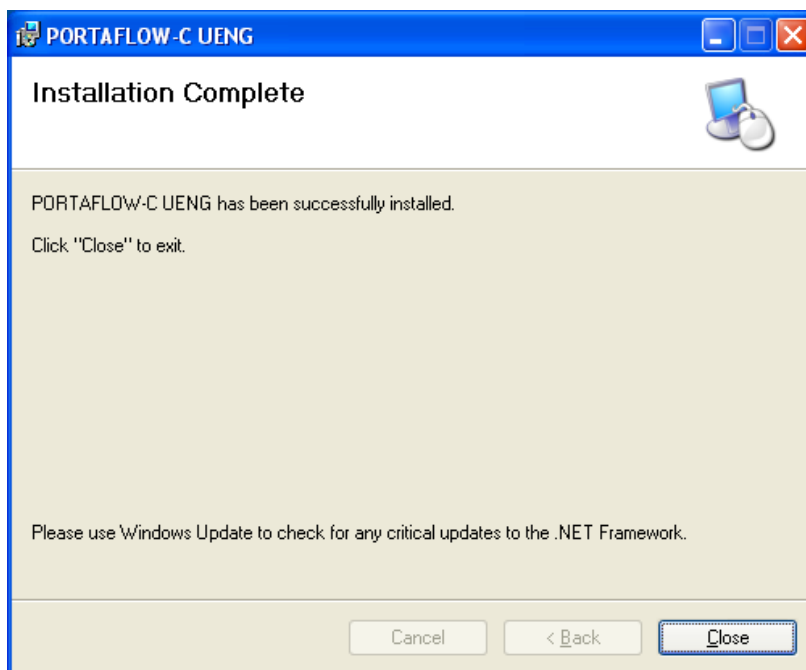 PORTAFLOW-C UENG
Installation Complete
PORTAFLOW-C UENG has been successfully installed.
Click "Close" to exit.
Please use Windows Update to check for any critical updates to the .NET Framework.
Cancel
< Back
Close